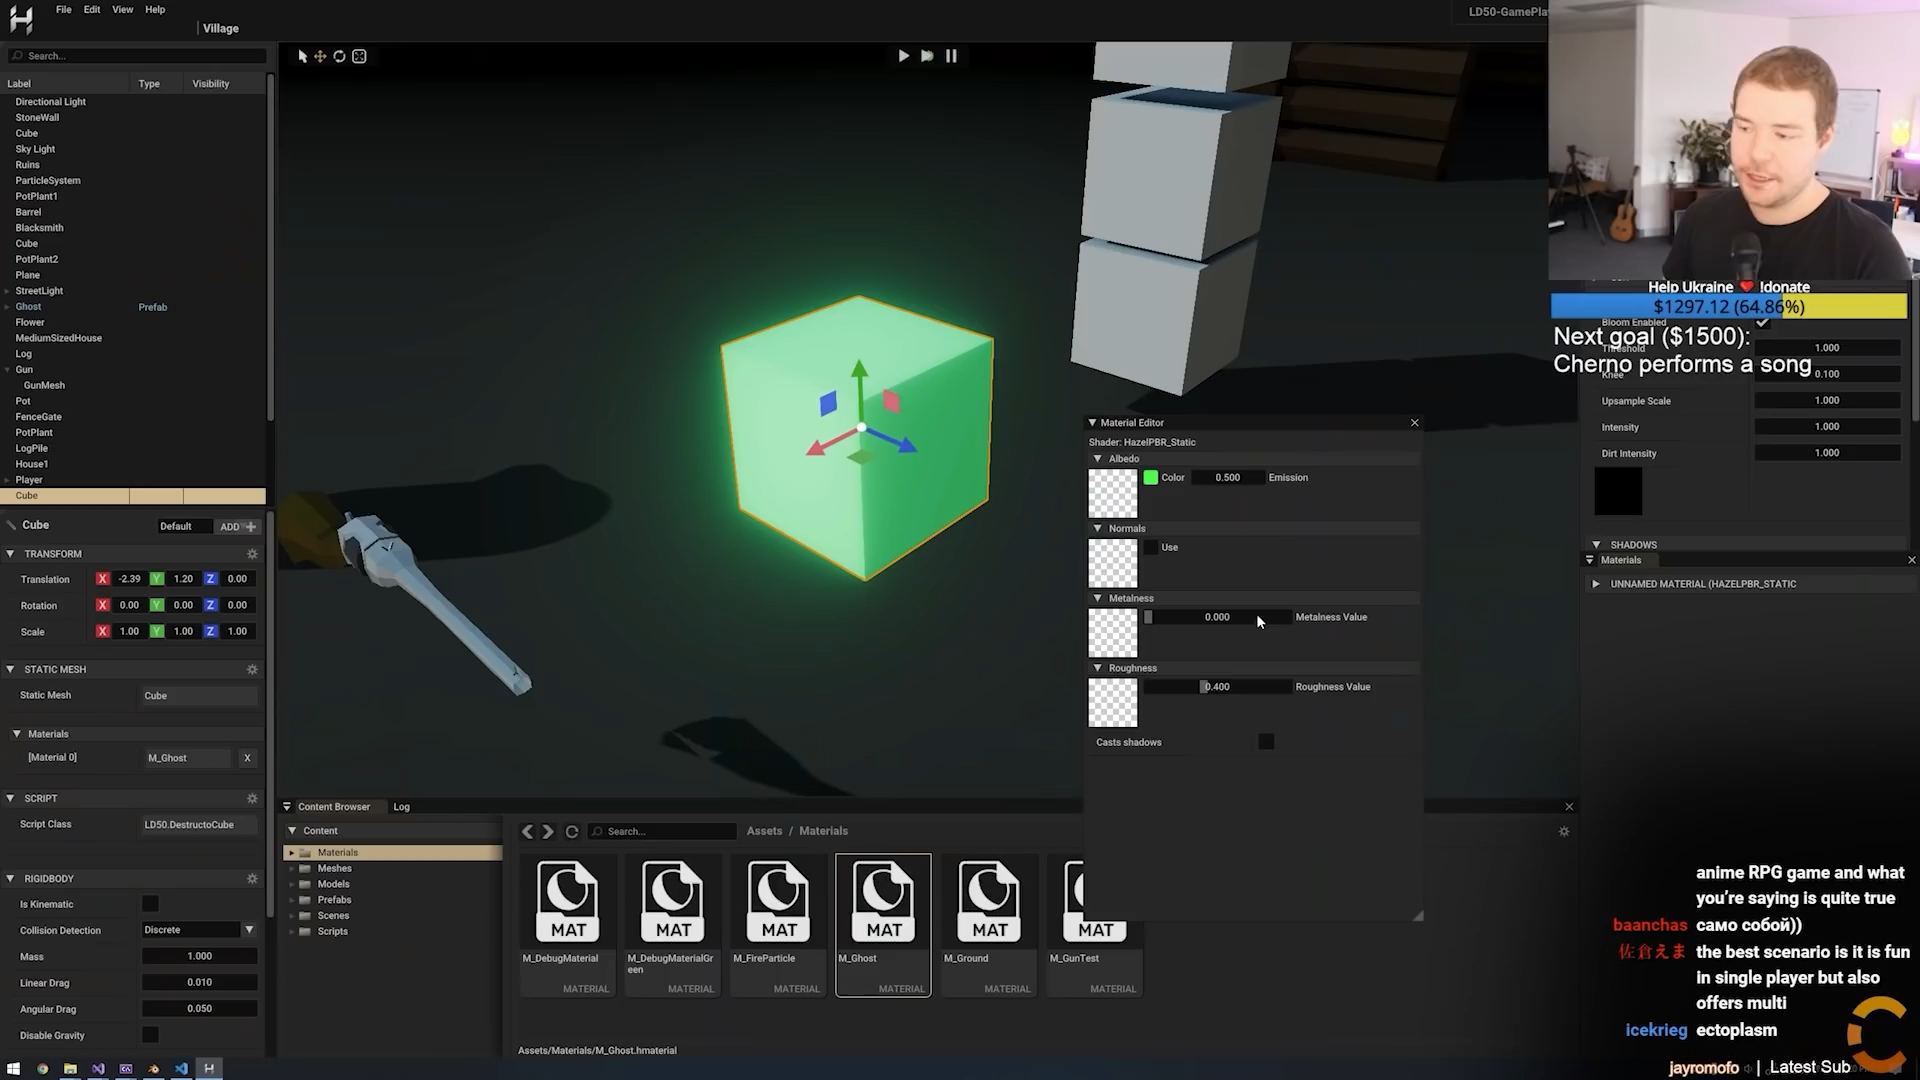 File Edit View Help
Village
LD50-GamePla
Search...
Label Type Visibility
Directional Light
StoneWall
Cube
Sky Light
Ruins
ParticleSystem
PotPlant1
Barrel
Blacksmith
Cube
PotPlant2
Plane
StreetLight
Ghost Prefab
Flower
MediumSizedHouse
Log
Gun
GunMesh
Pot
FenceGate
PotPlant
LogPile
House1
Player
Cube
Cube Default ADD
TRANSFORM
Translation X -2.39 Y 1.20 Z 0.00
Rotation X 0.00 Y 0.00 Z 0.00
Scale X 1.00 Y 1.00 Z 1.00
STATIC MESH
Static Mesh Cube
Materials
[Material 0] M_Ghost X
SCRIPT
Script Class LD50.DestructoCube
RIGIDBODY
Is Kinematic
Collision Detection Discrete
Mass 1.000
Linear Drag 0.010
Angular Drag 0.050
Disable Gravity
Material Editor
Shader: HazelPBR_Static
Albedo
Color 0.500 Emission
Normals
Use
Metalness
0.000 Metalness Value
Roughness
0.400 Roughness Value
Casts shadows
Content Browser Log
Content
Materials
Meshes
Models
Prefabs
Scenes
Scripts
Search...
Assets / Materials
MAT MAT MAT MAT MAT MAT
M_DebugMaterial
M_DebugMaterialGr
een
M_FireParticle
M_Ghost
M_Ground
M_GunTest
MATERIAL MATERIAL MATERIAL MATERIAL MATERIAL MATERIAL
Assets/Materials/M_Ghost.hmaterial
Help Ukraine ❤ !donate
$1297.12 (64.86%)
Bloom Enabled
Next goal ($1500):
Threshold 1.000
Cherno performs a song
Knee 0.100
Upsample Scale 1.000
Intensity 1.000
Dirt Intensity 1.000
SHADOWS
Materials
UNNAMED MATERIAL (HAZELPBR_STATIC
anime RPG game and what
you're saying is quite true
baanchas само собой))
佐倉えま the best scenario is it is fun
in single player but also
offers multi
icekrieg ectoplasm
jayromofo | Latest Sub